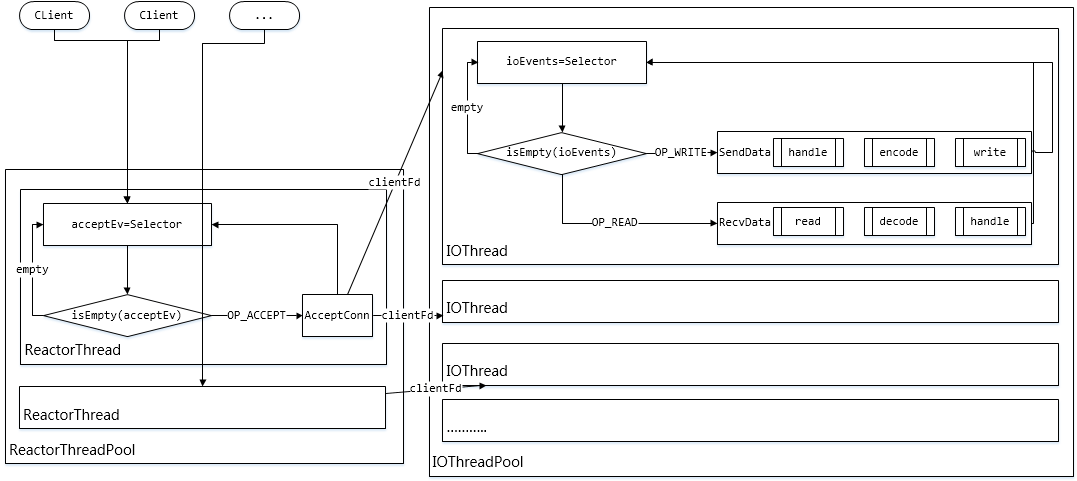 CLient
Client
...
acceptEv=Selector
empty
isEmpty(acceptEv)
OP_ACCEPT
AcceptConn
ReactorThread
ReactorThread
ReactorThreadPool
clientFd
clientFd
clientFd
ioEvents=Selector
empty
isEmpty(ioEvents)
OP_WRITE
SendData
handle
encode
write
OP_READ
RecvData
read
decode
handle
IOThread
IOThread
IOThread
...........
IOThreadPool